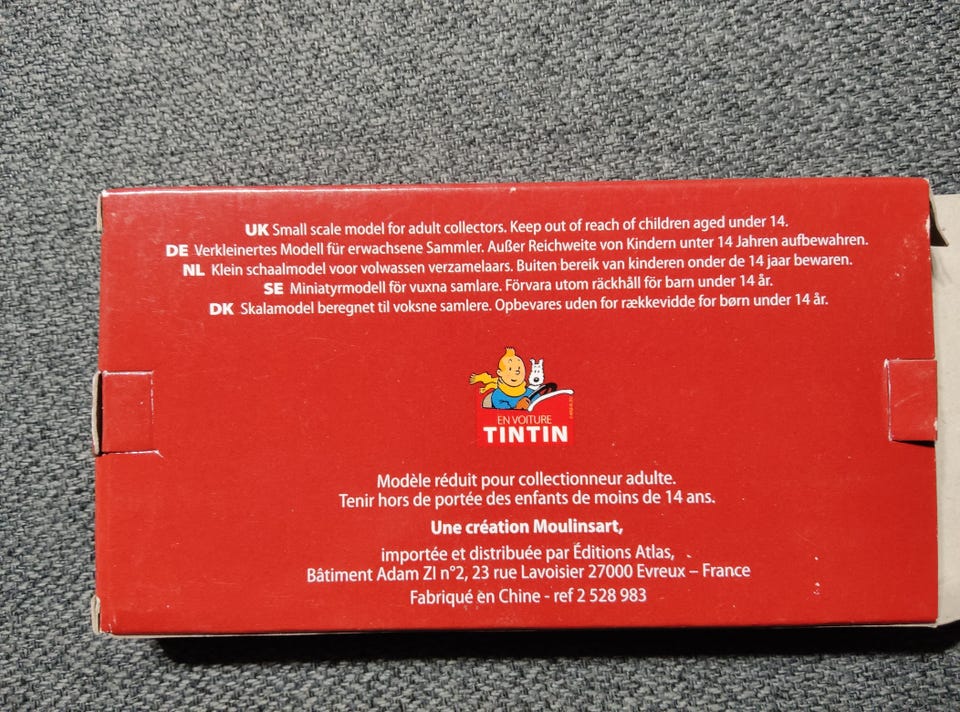 UK Small scale model for adult collectors. Keep out of reach of children aged under 14.
DE Verkleinertes Modell für erwachsene Sammler. Außer Reichweite von Kindern unter 14 Jahren aufbewahren.
NL Klein schaalmodel voor volwassen verzamelaars. Buiten bereik van kinderen onder de 14 jaar bewaren.
SE Miniatyrmodell för vuxna samlare. Förvara utom räckhåll för barn under 14 år.
DK Skalamodel beregnet til voksne samlere. Opbevares uden for rækkevidde for børn under 14 år.
EN VOITURE
TINTIN
Modèle réduit pour collectionneur adulte.
Tenir hors de portée des enfants de moins de 14 ans.
Une création Moulinsart,
importée et distribuée par Éditions Atlas,
Bâtiment Adam ZI n°2, 23 rue Lavoisier 27000 Evreux – France
Fabriqué en Chine - ref 2 528 983